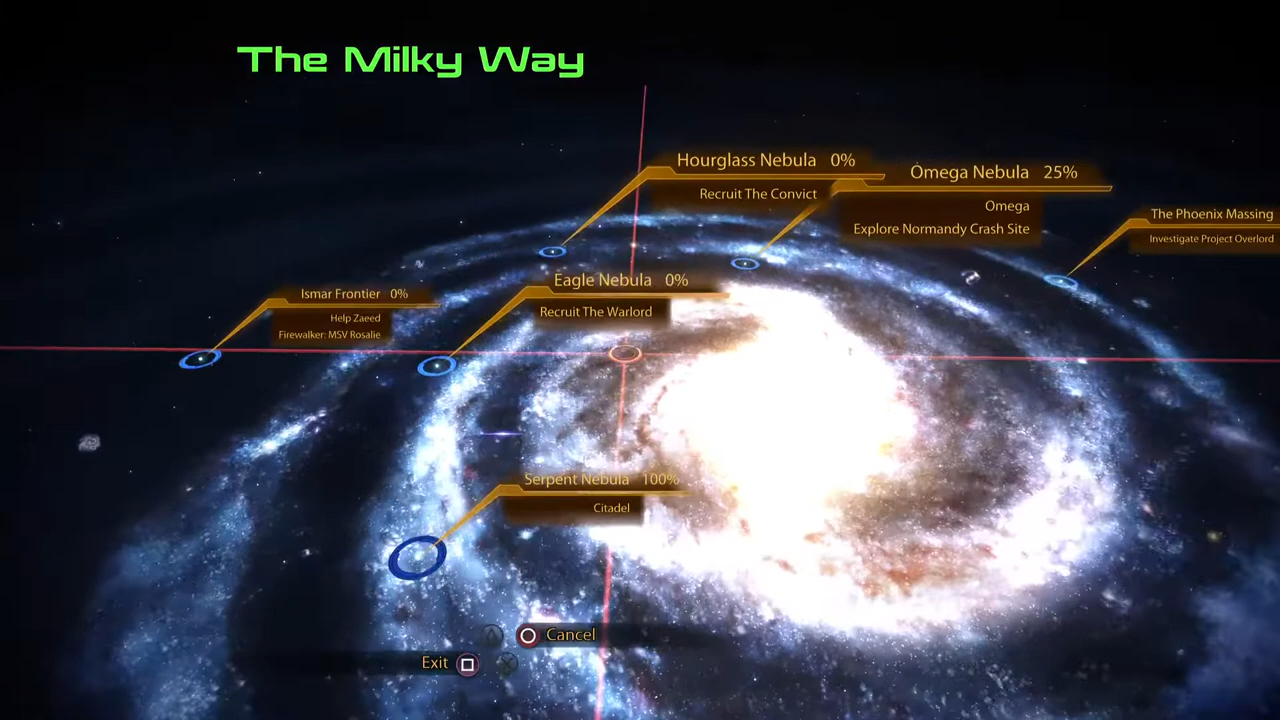 The Milky Way
Hourglass Nebula 0%
Recruit The Convict
Omega Nebula 25%
Omega
Explore Normandy Crash Site
The Phoenix Massing
Investigate Project Overlord
Eagle Nebula 0%
Recruit The Warlord
Ismar Frontier 0%
Help Zaeed
Firewalker: MSV Rosalie
Serpent Nebula 100%
Citadel
Cancel
Exit